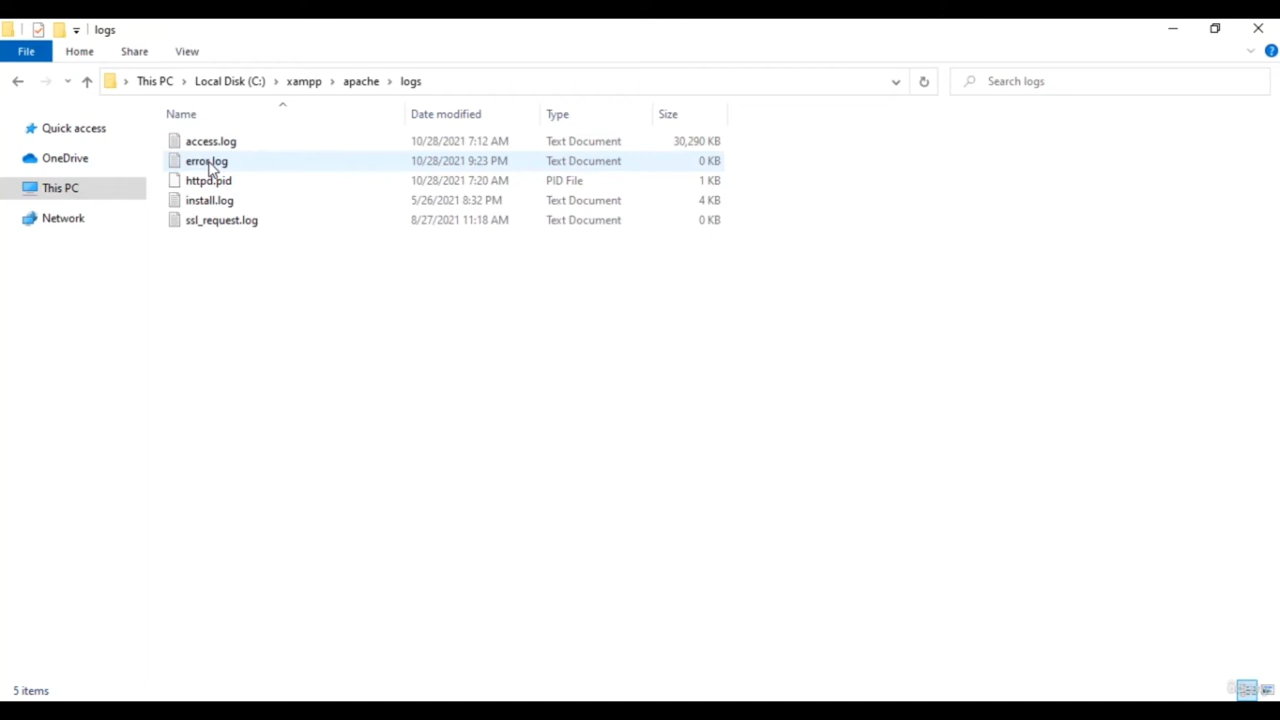 logs
File Home Share View
This PC Local Disk (C:) xampp apache logs Search logs
Name Date modified Type Size
Quick access
OneDrive
This PC
Network
access.log 10/28/2021 7:12 AM Text Document 30,290 KB
error.log 10/28/2021 9:23 PM Text Document 0 KB
httpd.pid 10/28/2021 7:20 AM PID File 1 KB
install.log 5/26/2021 8:32 PM Text Document 4 KB
ssl_request.log 8/27/2021 11:18 AM Text Document 0 KB
5 items